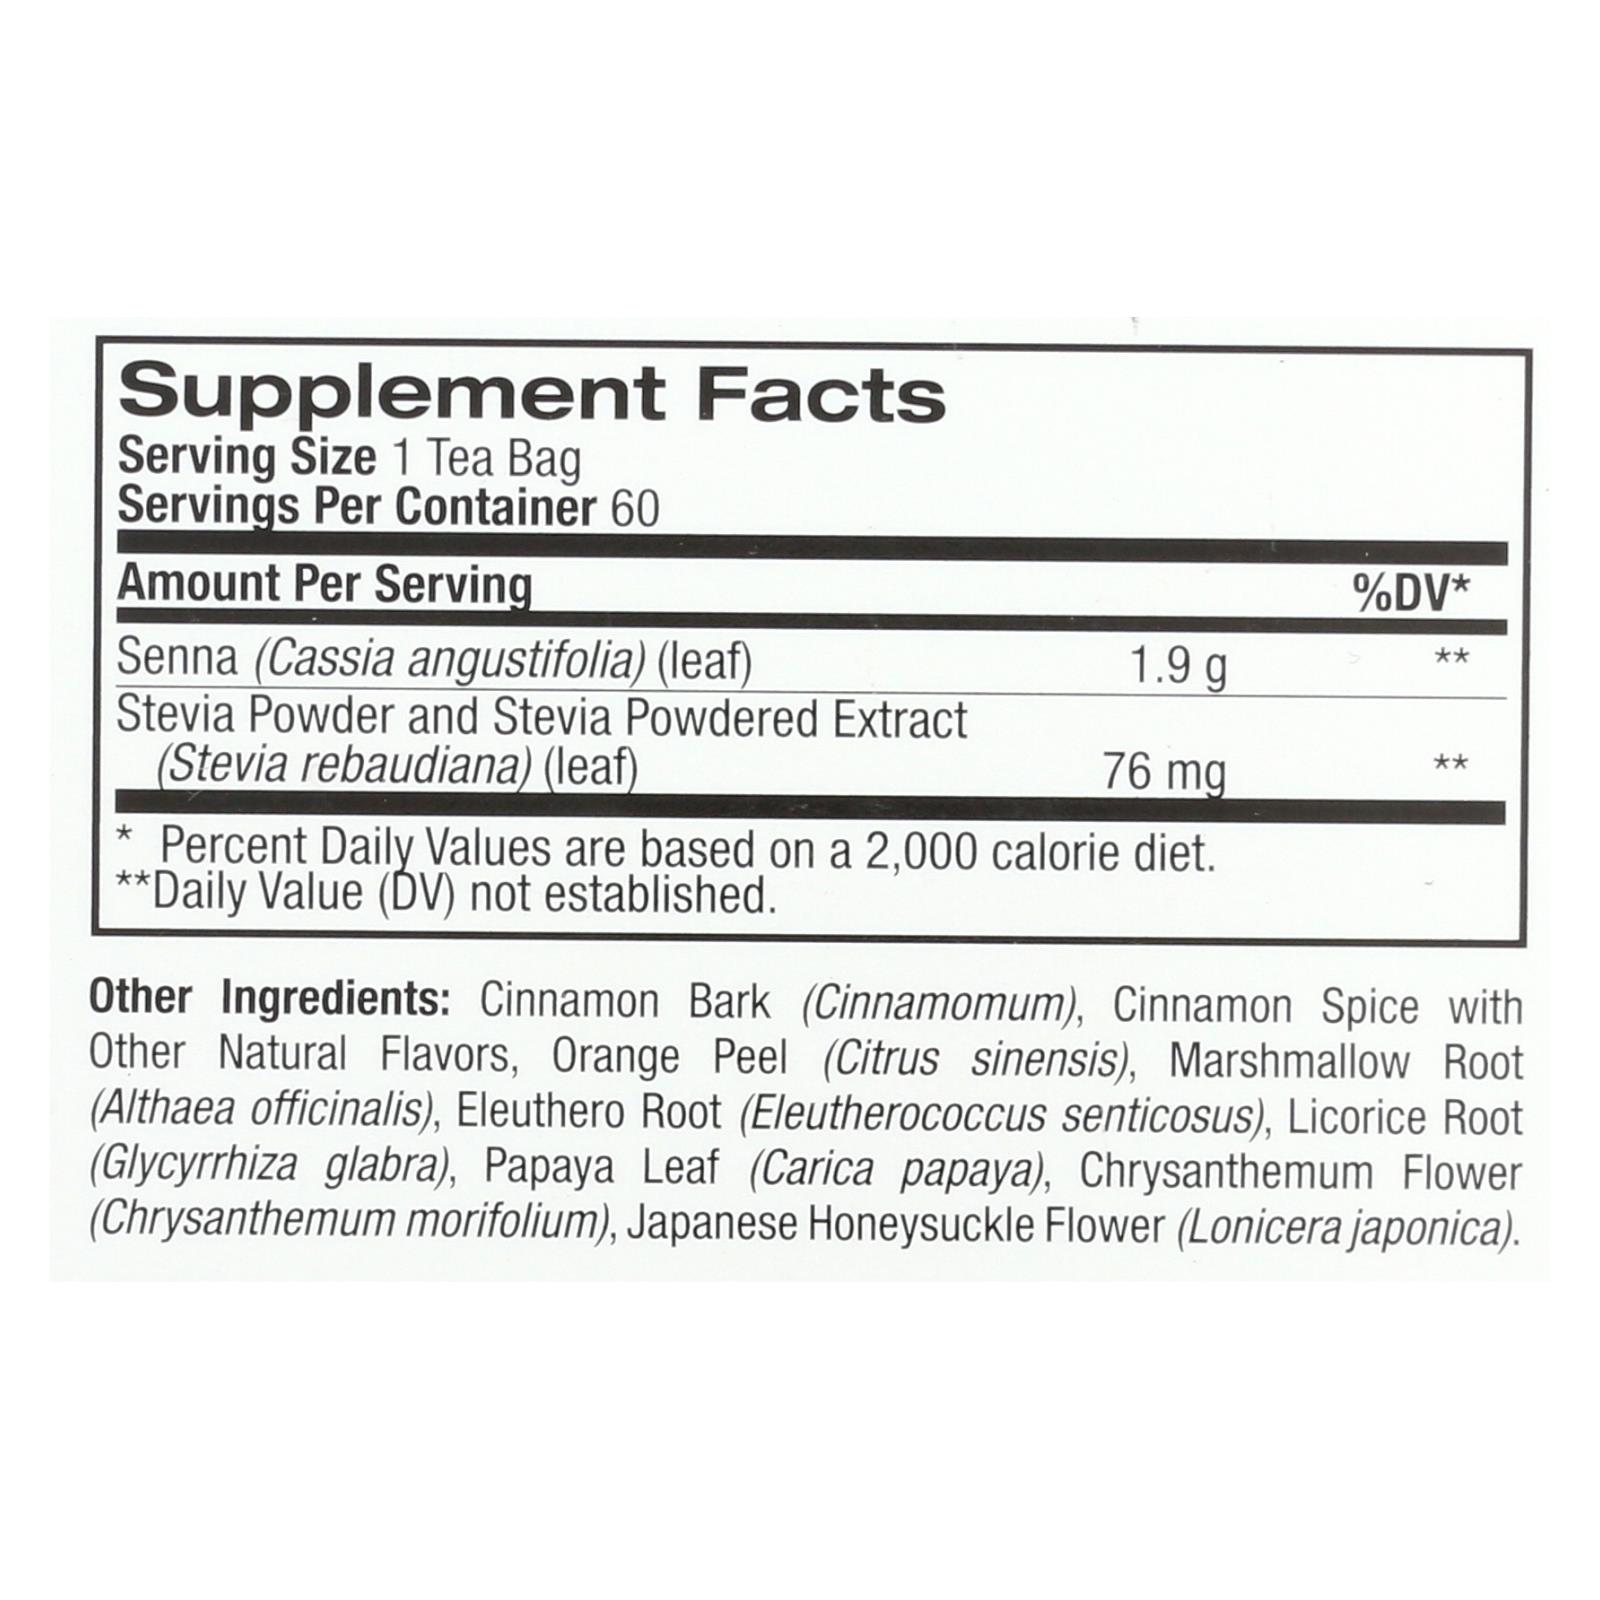 Supplement Facts
Serving Size 1 Tea Bag
Servings Per Container 60
Amount Per Serving %DV*
Senna (Cassia angustifolia) (leaf) 1.9 g **
Stevia Powder and Stevia Powdered Extract
(Stevia rebaudiana) (leaf) 76 mg **
* Percent Daily Values are based on a 2,000 calorie diet.
**Daily Value (DV) not established.
Other Ingredients: Cinnamon Bark (Cinnamomum), Cinnamon Spice with
Other Natural Flavors, Orange Peel (Citrus sinensis), Marshmallow Root
(Althaea officinalis), Eleuthero Root (Eleutherococcus senticosus), Licorice Root
(Glycyrrhiza glabra), Papaya Leaf (Carica papaya), Chrysanthemum Flower
(Chrysanthemum morifolium), Japanese Honeysuckle Flower (Lonicera japonica).